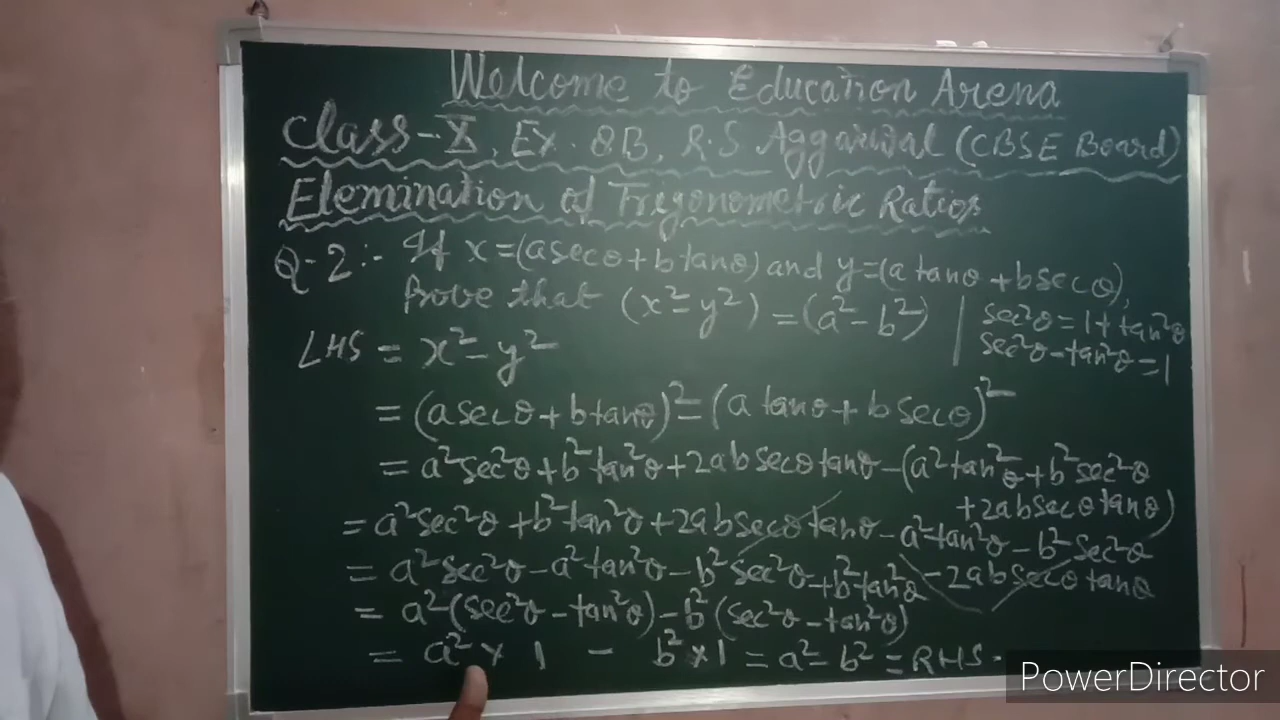 Welcome to Education Arena
Class-X, Ex. 8B, R.S Aggarwal (CBSE Board)
Elemination of Trigonometric Ratios
Q-2:- If x=(a secθ+b tanθ) and y=(a tanθ+b secθ),
Prove that (x²-y²)=(a²-b²)
sec²θ=1+tan²θ
sec²θ-tan²θ=1
LHS = x²-y²
= (a secθ+b tanθ)²-(a tanθ+b secθ)²
= a²sec²θ+b²tan²θ+2ab secθ tanθ-(a²tan²θ+b²sec²θ
+2ab secθ tanθ)
= a²sec²θ+b²tan²θ+2ab secθ tanθ-a²tan²θ-b²sec²θ
-2ab secθ tanθ
= a²sec²θ-a²tan²θ-b²sec²θ+b²tan²θ
= a²(sec²θ-tan²θ)-b²(sec²θ-tan²θ)
= a²×1 - b²×1 = a²-b² = RHS.
PowerDirector